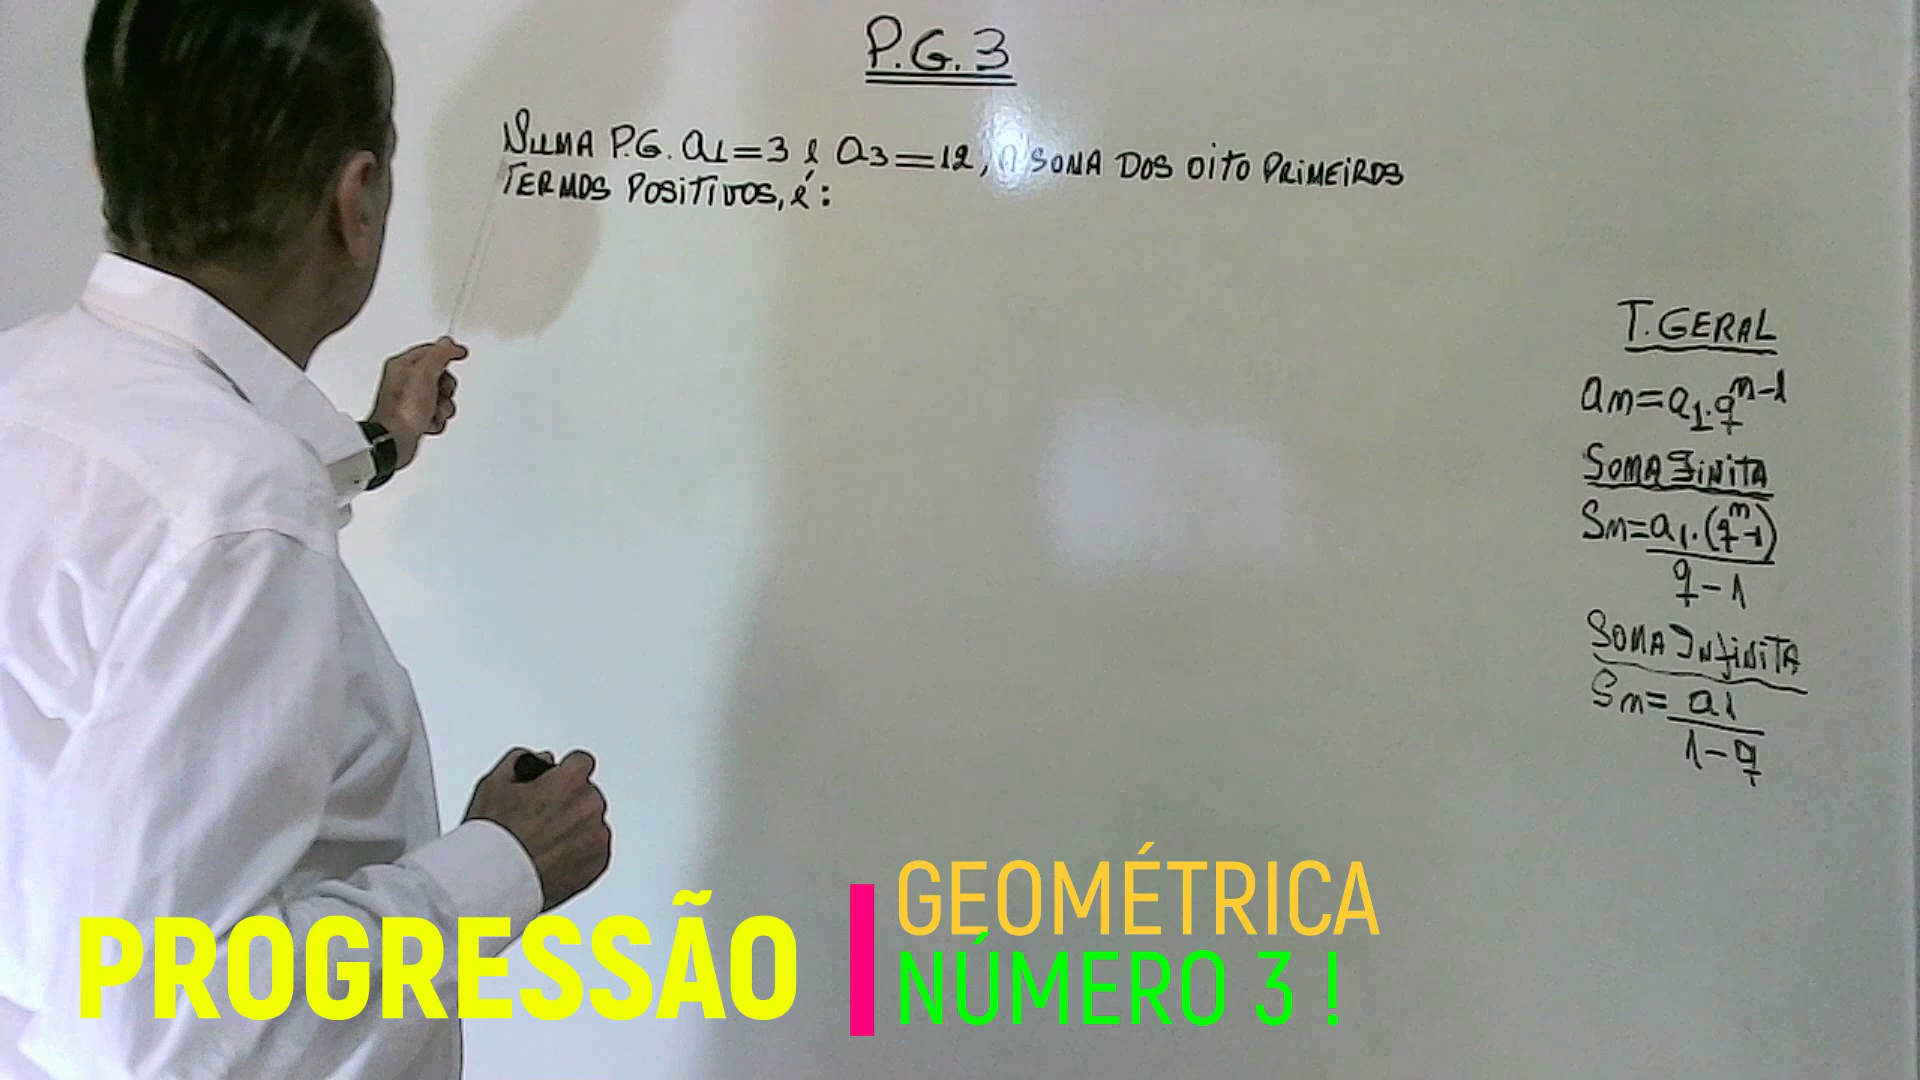 P.G.3
NUMA P.G. a1=3 e a3=12, A SOMA DOS OITO PRIMEIROS
TERMOS POSITIVOS, é:
T. GERAL
an=a1.q^n-1
SOMA FINITA
Sn=a1.(q^n-1)
q-1
SOMA INFINITA
Sn=a1
1-q
PROGRESSÃO
GEOMÉTRICA
NÚMERO 3 !